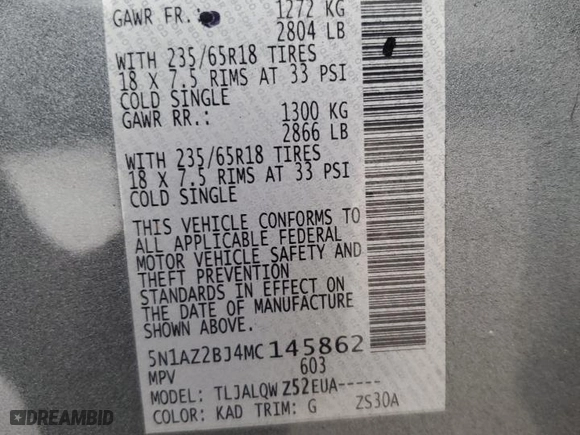 GAWR FR.: 1272 KG
2804 LB
WITH 235/65R18 TIRES
18 X 7.5 RIMS AT 33 PSI
COLD SINGLE
GAWR RR.: 1300 KG
2866 LB
WITH 235/65R18 TIRES
18 X 7.5 RIMS AT 33 PSI
COLD SINGLE
THIS VEHICLE CONFORMS TO
ALL APPLICABLE FEDERAL
MOTOR VEHICLE SAFETY AND
THEFT PREVENTION
STANDARDS IN EFFECT ON
THE DATE OF MANUFACTURE
SHOWN ABOVE.
5N1AZ2BJ4MC145862
MPV 603
MODEL: TLJALQWZ52EUA-----
COLOR: KAD TRIM: G ZS30A
DREAMBID